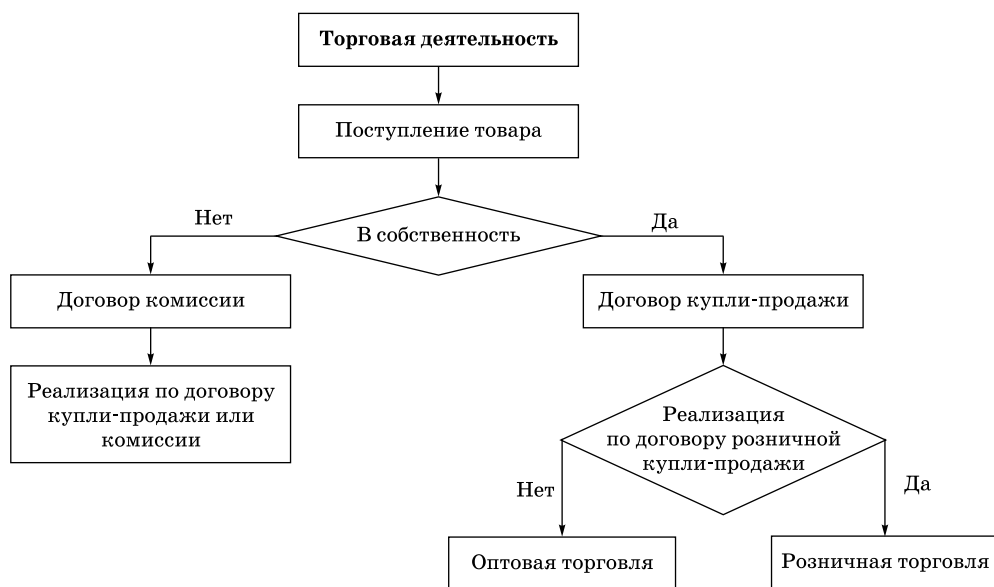 Торговая деятельность
Поступление товара
Нет
В собственность
Да
Договор комиссии
Договор купли-продажи
Реализация по договору
купли-продажи или
комиссии
Реализация
по договору розничной
купли-продажи
Нет
Да
Оптовая торговля
Розничная торговля